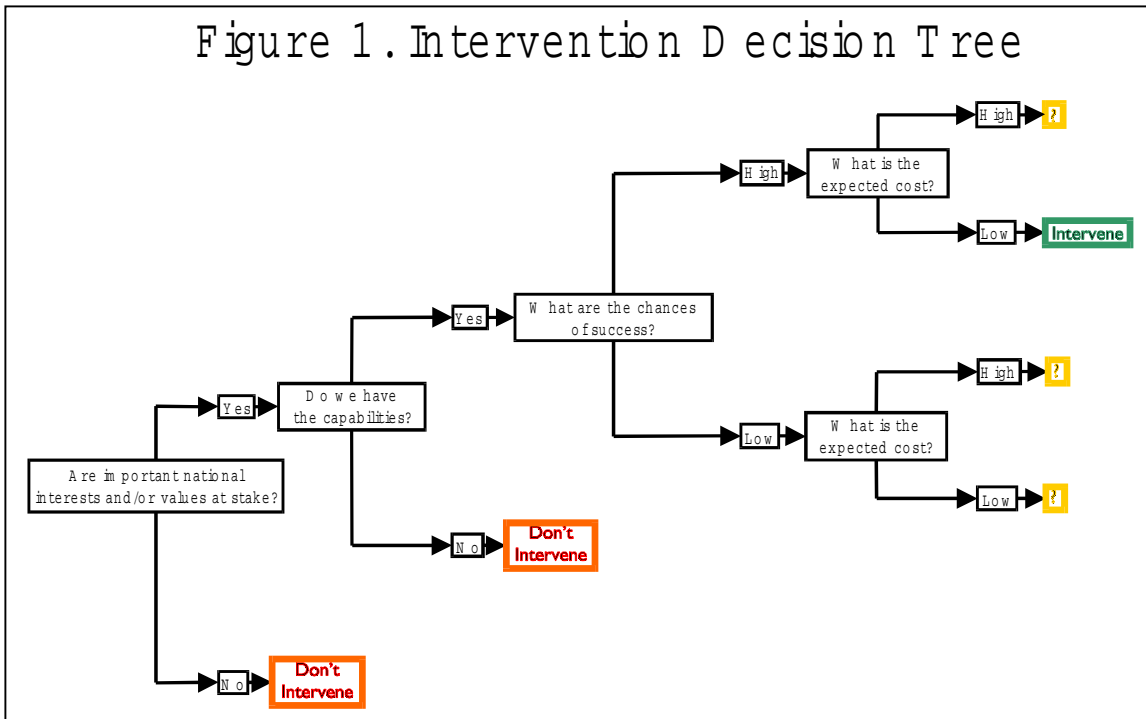 Figure 1. Intervention Decision Tree
High
?
What is the
expected cost?
High
Low
Intervene
What are the chances
of success?
Yes
High
?
What is the
expected cost?
Low
Low
?
Do we have
the capabilities?
Yes
Are important national
interests and/or values at stake?
No
Don't
Intervene
No
Don't
Intervene